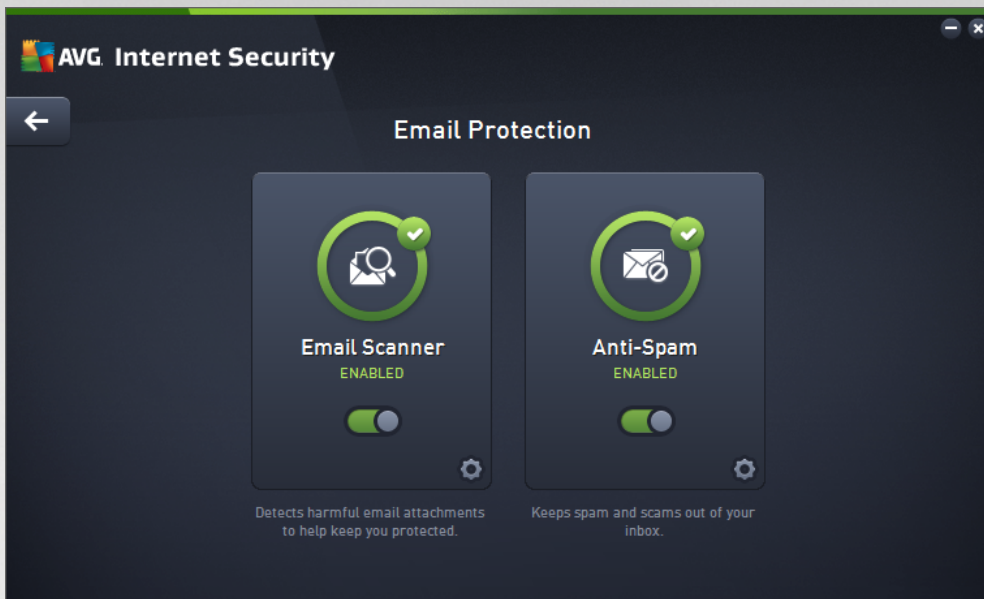 AVG Internet Security
Email Protection
Email Scanner
ENABLED
Detects harmful email attachments
to help keep you protected.
Anti-Spam
ENABLED
Keeps spam and scams out of your
inbox.